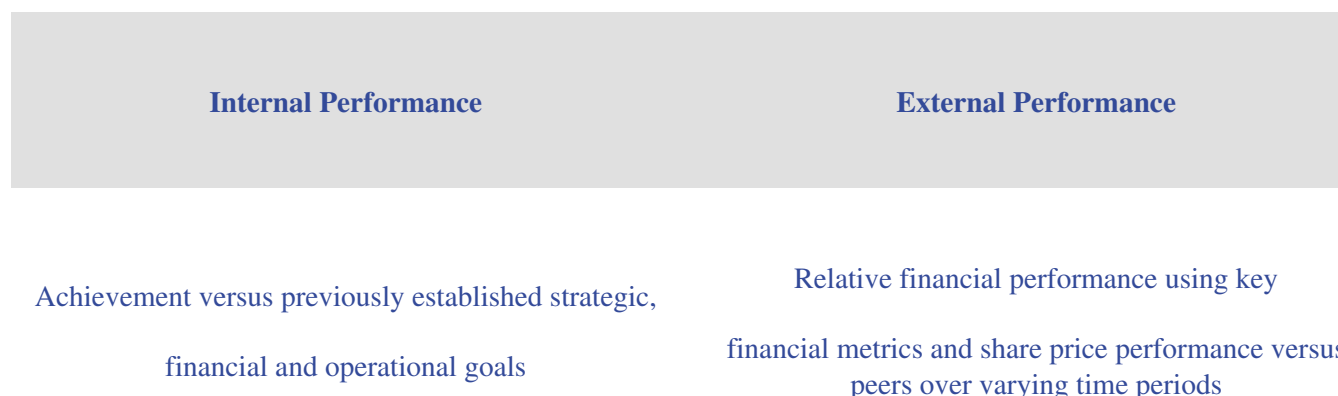 Internal Performance
External Performance
Achievement versus previously established strategic,
financial and operational goals
Relative financial performance using key
financial metrics and share price performance versus
peers over varying time periods